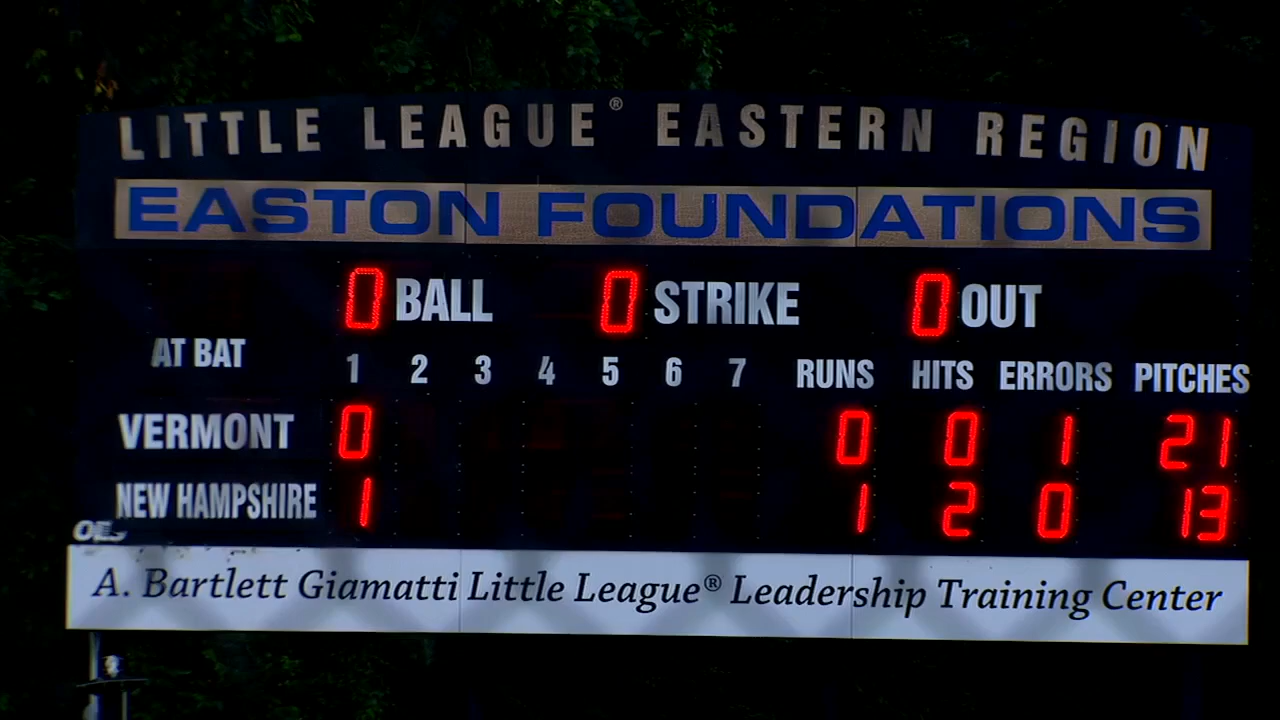 LITTLE LEAGUE® EASTERN REGION
EASTON FOUNDATIONS
0 BALL 0 STRIKE 0 OUT
AT BAT 1 2 3 4 5 6 7 RUNS HITS ERRORS PITCHES
VERMONT 0 0 0 1 21
NEW HAMPSHIRE 1 1 2 0 13
A. Bartlett Giamatti Little League® Leadership Training Center